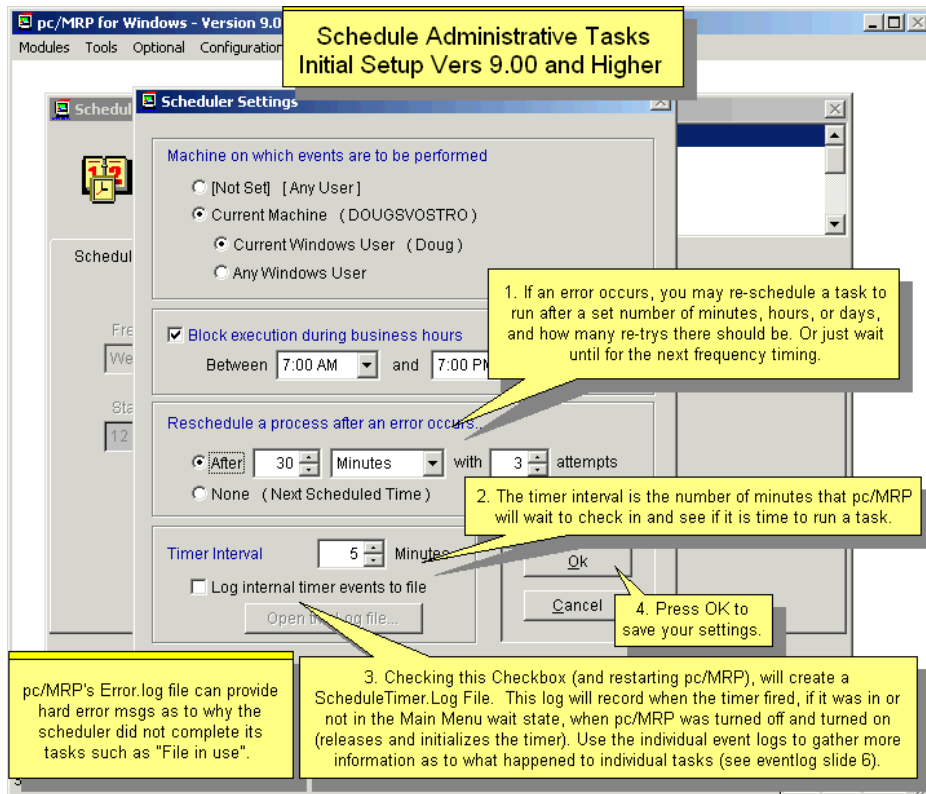 pc/MRP for Windows - Version 9.0
Schedule Administrative Tasks
Initial Setup Vers 9.00 and Higher
Modules Tools Optional Configuration
Schedul
Scheduler Settings
Machine on which events are to be performed
[Not Set] [Any User]
Current Machine (DOUGSVOSTRO)
Current Windows User (Doug)
Any Windows User
Schedul
1. If an error occurs, you may re-schedule a task to
run after a set number of minutes, hours, or days,
and how many re-trys there should be. Or just wait
until for the next frequency timing.
Fre
We
Block execution during business hours
Between 7:00 AM and 7:00 PM
Sta
12
Reschedule a process after an error occurs..
After 30 Minutes with 3 attempts
None (Next Scheduled Time)
2. The timer interval is the number of minutes that pc/MRP
will wait to check in and see if it is time to run a task.
Timer Interval 5 Minutes
Log internal timer events to file
Open the Log file...
Ok
Cancel
4. Press OK to
save your settings.
pc/MRP's Error.log file can provide
hard error msgs as to why the
scheduler did not complete its
tasks such as "File in use".
3. Checking this Checkbox (and restarting pc/MRP), will create a
ScheduleTimer.Log File. This log will record when the timer fired, if it was in or
not in the Main Menu wait state, when pc/MRP was turned off and turned on
(releases and initializes the timer). Use the individual event logs to gather more
information as to what happened to individual tasks (see eventlog slide 6).